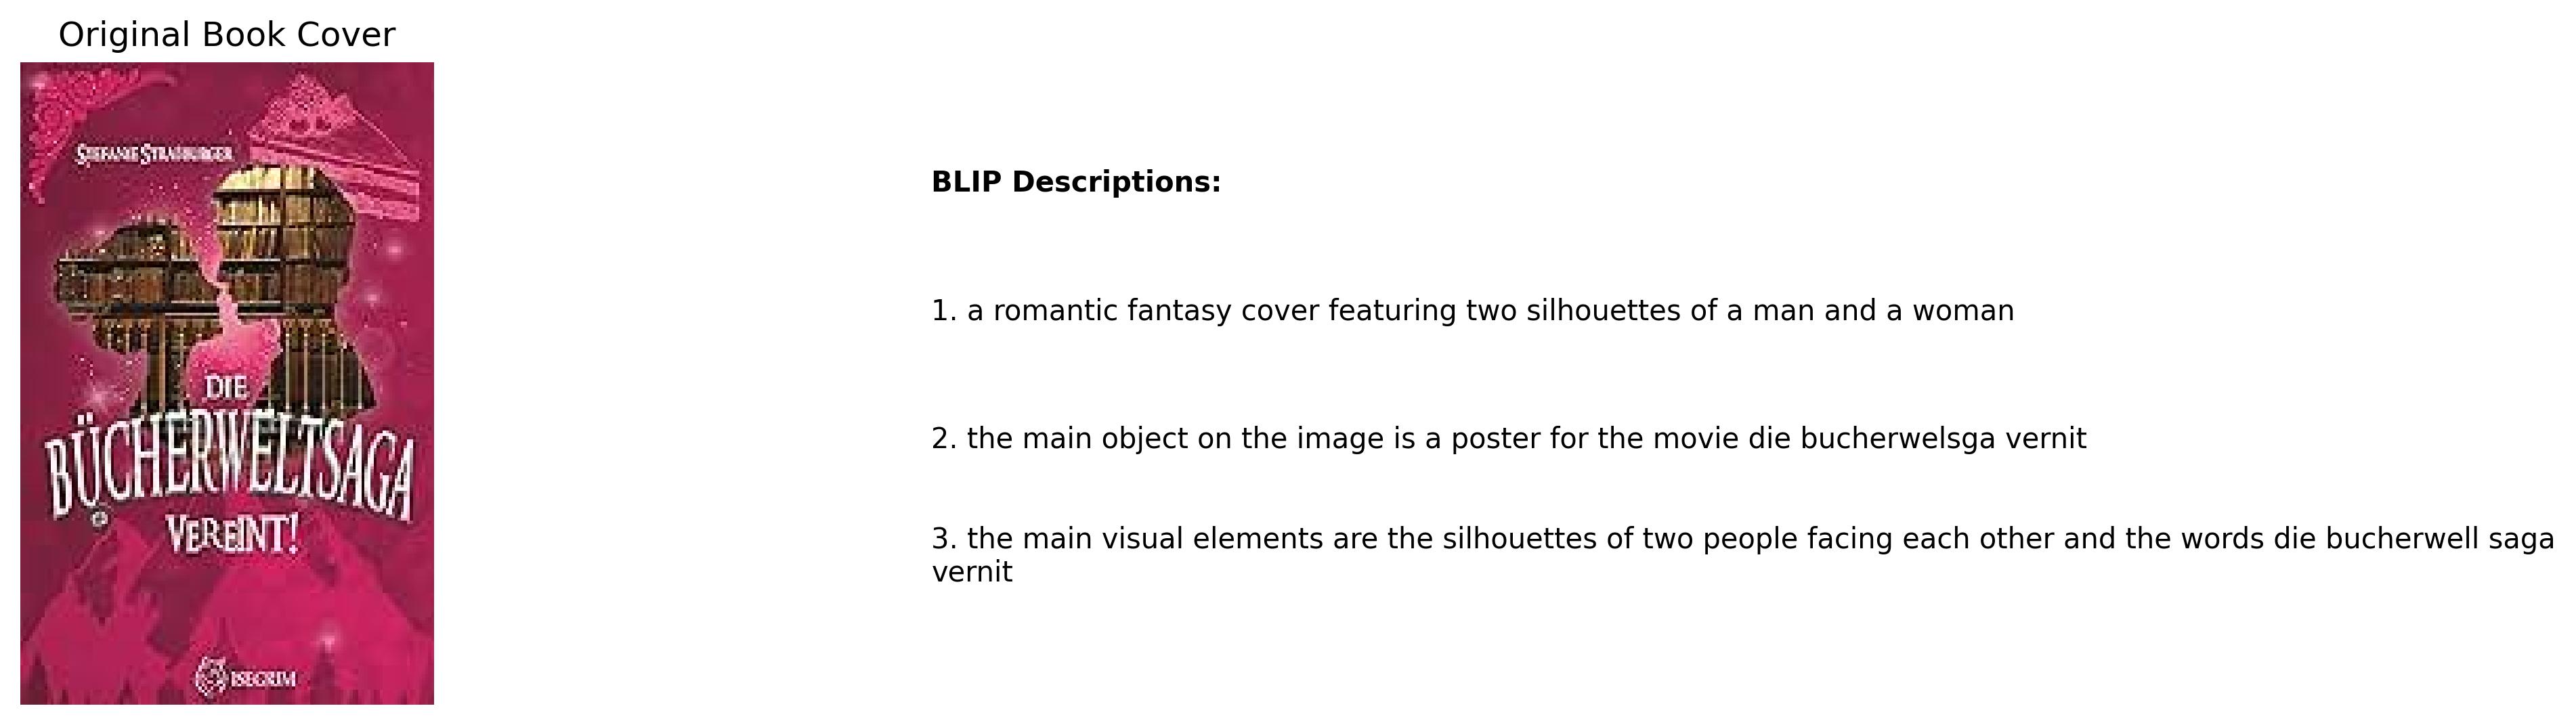 Original Book Cover
STEFANIE STRASBURGER
DIE
BÜCHERWELTSAGA
VEREINT!
ISEGRIM
BLIP Descriptions:
1. a romantic fantasy cover featuring two silhouettes of a man and a woman
2. the main object on the image is a poster for the movie die bucherwelsga vernit
3. the main visual elements are the silhouettes of two people facing each other and the words die bucherwell saga
vernit